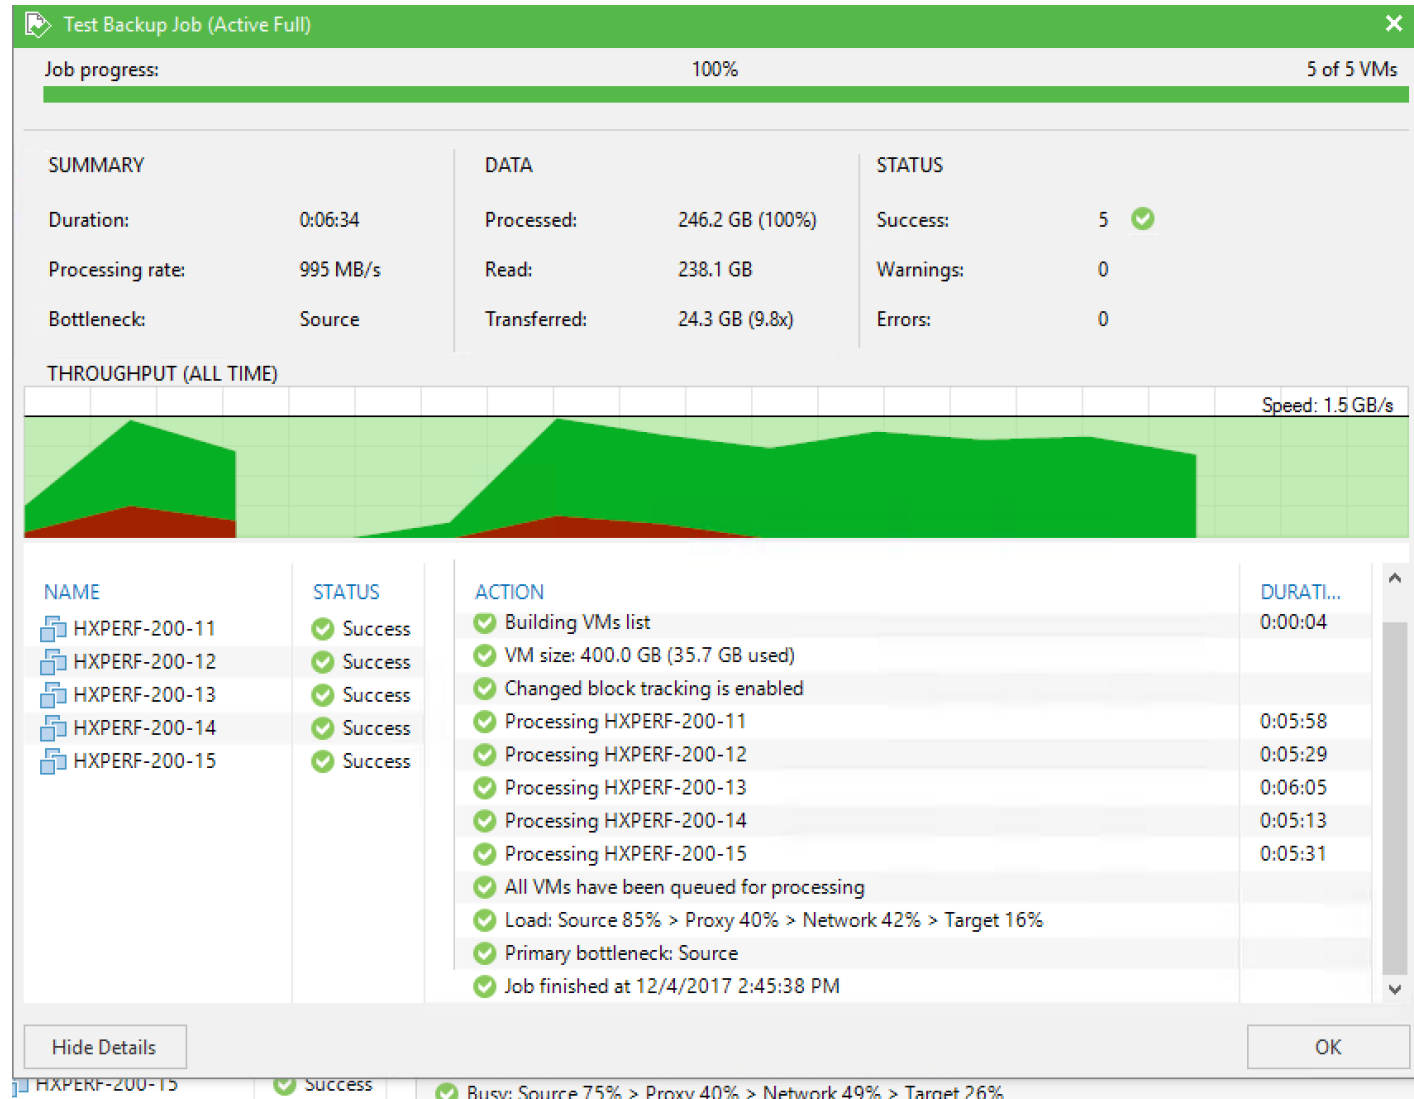 Test Backup Job (Active Full)
Job progress: 100% 5 of 5 VMs
SUMMARY DATA STATUS
Duration: 0:06:34 Processed: 246.2 GB (100%) Success: 5
Processing rate: 995 MB/s Read: 238.1 GB Warnings: 0
Bottleneck: Source Transferred: 24.3 GB (9.8x) Errors: 0
THROUGHPUT (ALL TIME)
Speed: 1.5 GB/s
NAME STATUS
HXPERF-200-11 Success
HXPERF-200-12 Success
HXPERF-200-13 Success
HXPERF-200-14 Success
HXPERF-200-15 Success
ACTION DURATI...
Building VMs list 0:00:04
VM size: 400.0 GB (35.7 GB used)
Changed block tracking is enabled
Processing HXPERF-200-11 0:05:58
Processing HXPERF-200-12 0:05:29
Processing HXPERF-200-13 0:06:05
Processing HXPERF-200-14 0:05:13
Processing HXPERF-200-15 0:05:31
All VMs have been queued for processing
Load: Source 85% > Proxy 40% > Network 42% > Target 16%
Primary bottleneck: Source
Job finished at 12/4/2017 2:45:38 PM
Hide Details OK
HXPERF-200-15 Success Busy: Source 75% > Proxy 40% > Network 49% > Target 26%